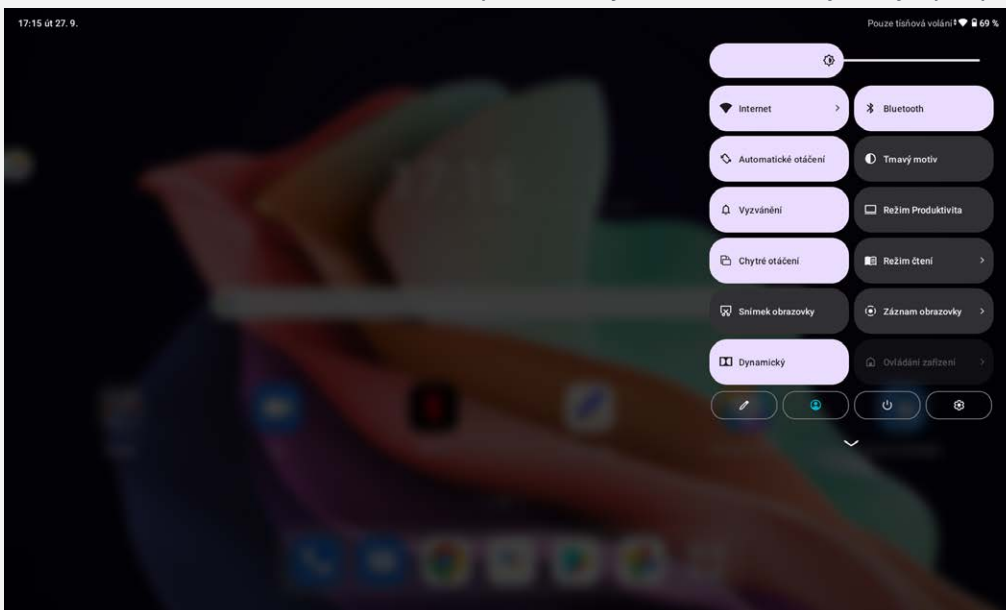 17:15 út 27. 9.
Pouze tísňová volání 69 %
Internet
Bluetooth
Automatické otáčení
Tmavý motiv
Vyzvánění
Režim Produktivita
Chytré otáčení
Režim čtení
Snímek obrazovky
Záznam obrazovky
Dynamický
Ovládání zařízení